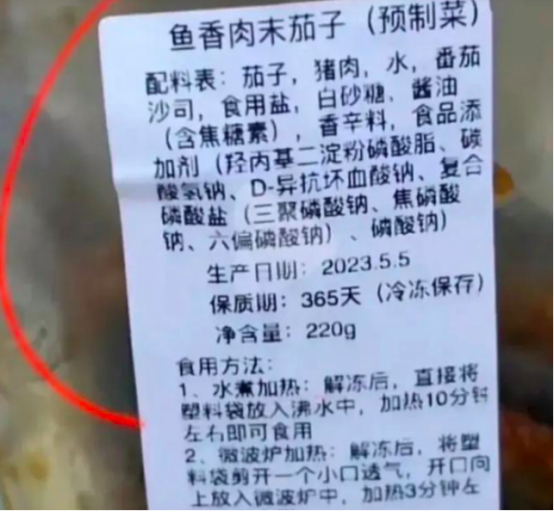 鱼香肉末茄子（预制菜）
配料表：茄子，猪肉，水，番茄
沙司，食用盐，白砂糖、酱油
（含焦糖素），香辛料，食品添
加剂（羟丙基二淀粉磷酸脂、碳
酸氢钠、D-异抗坏血酸钠、复合
磷酸盐（三聚磷酸钠、焦磷酸
钠、六偏磷酸钠）、磷酸钠）
生产日期：2023.5.5
保质期：365天（冷冻保存）
净含量：220g
食用方法：
1、水煮加热：解冻后，直接将
塑料袋放入沸水中，加热10分钟
左右即可食用
2、微波炉加热：解冻后，将塑
料袋剪开一个小口透气，开口向
上放入微波炉中，加热3分钟左